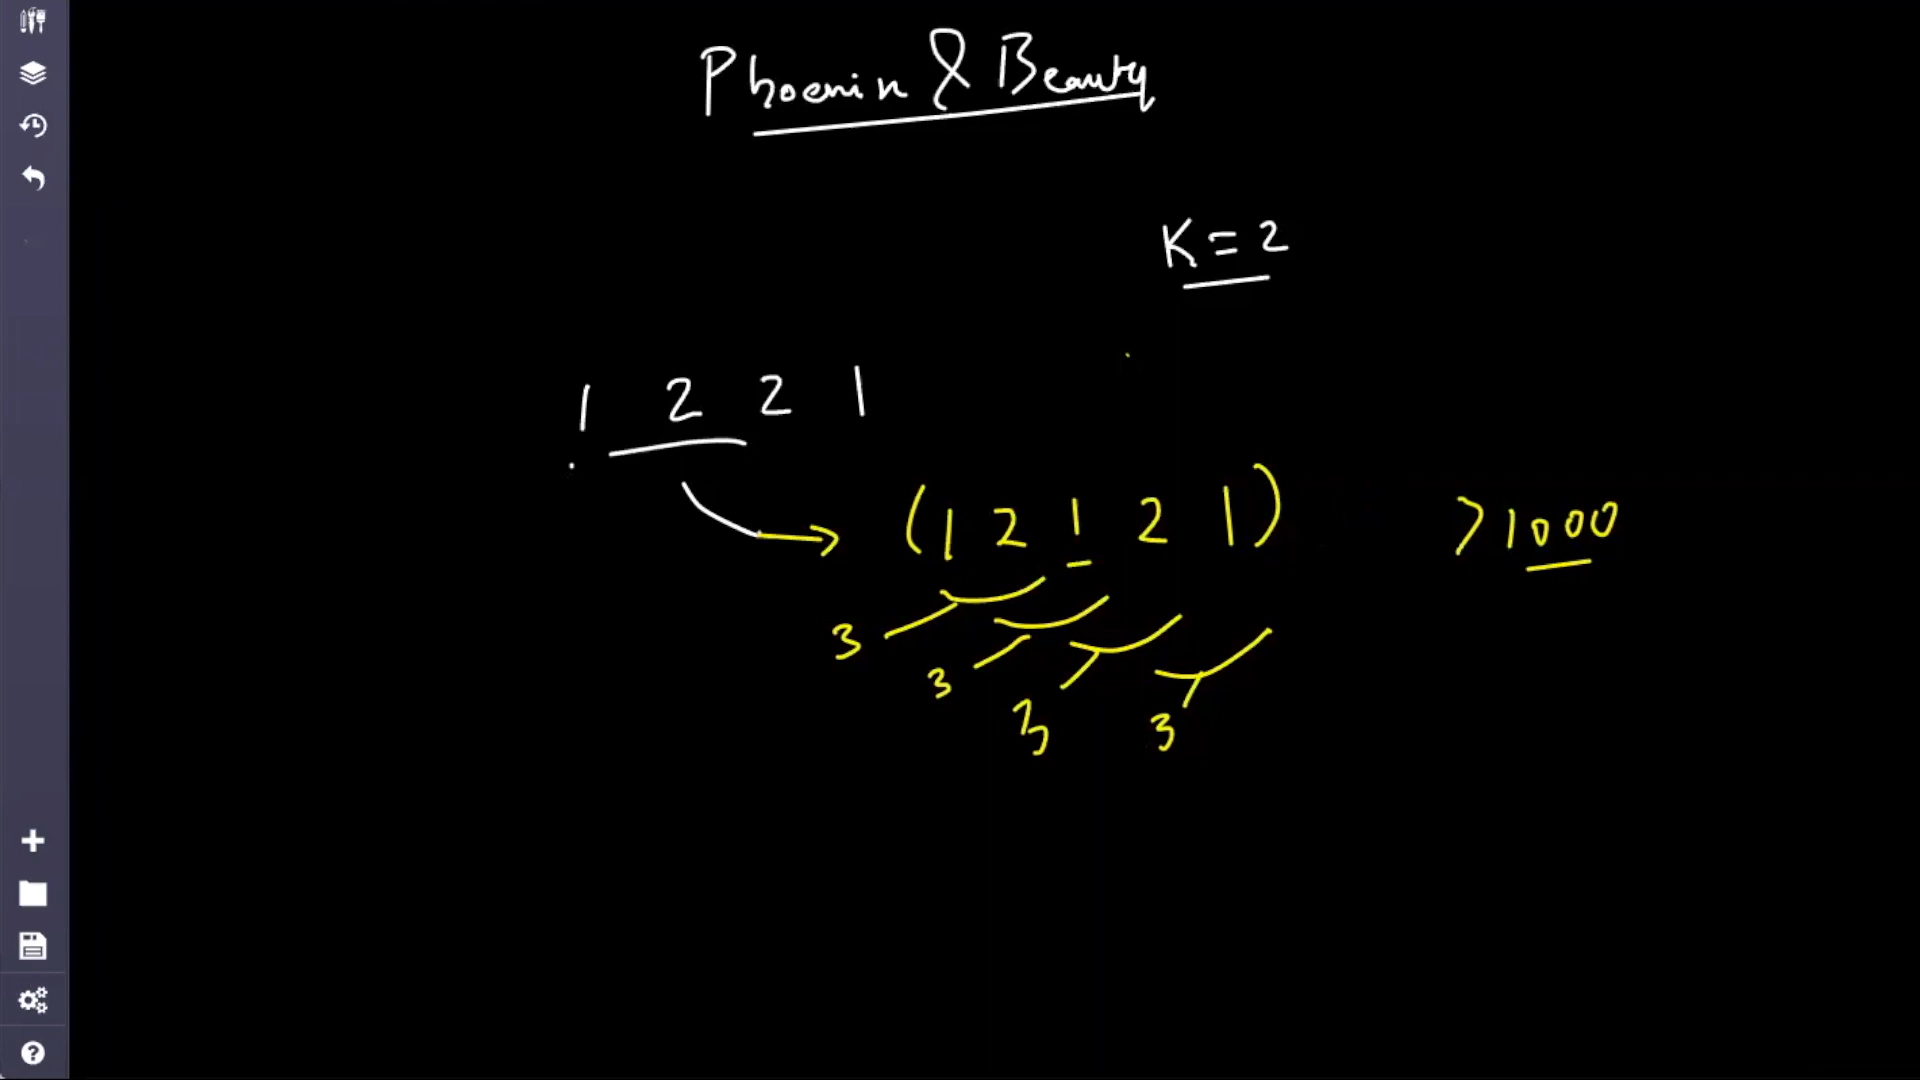 Phoenix & Beauty
K = 2
1 2 2 1
(1 2 1 2 1) > 1000
3
3
3 3